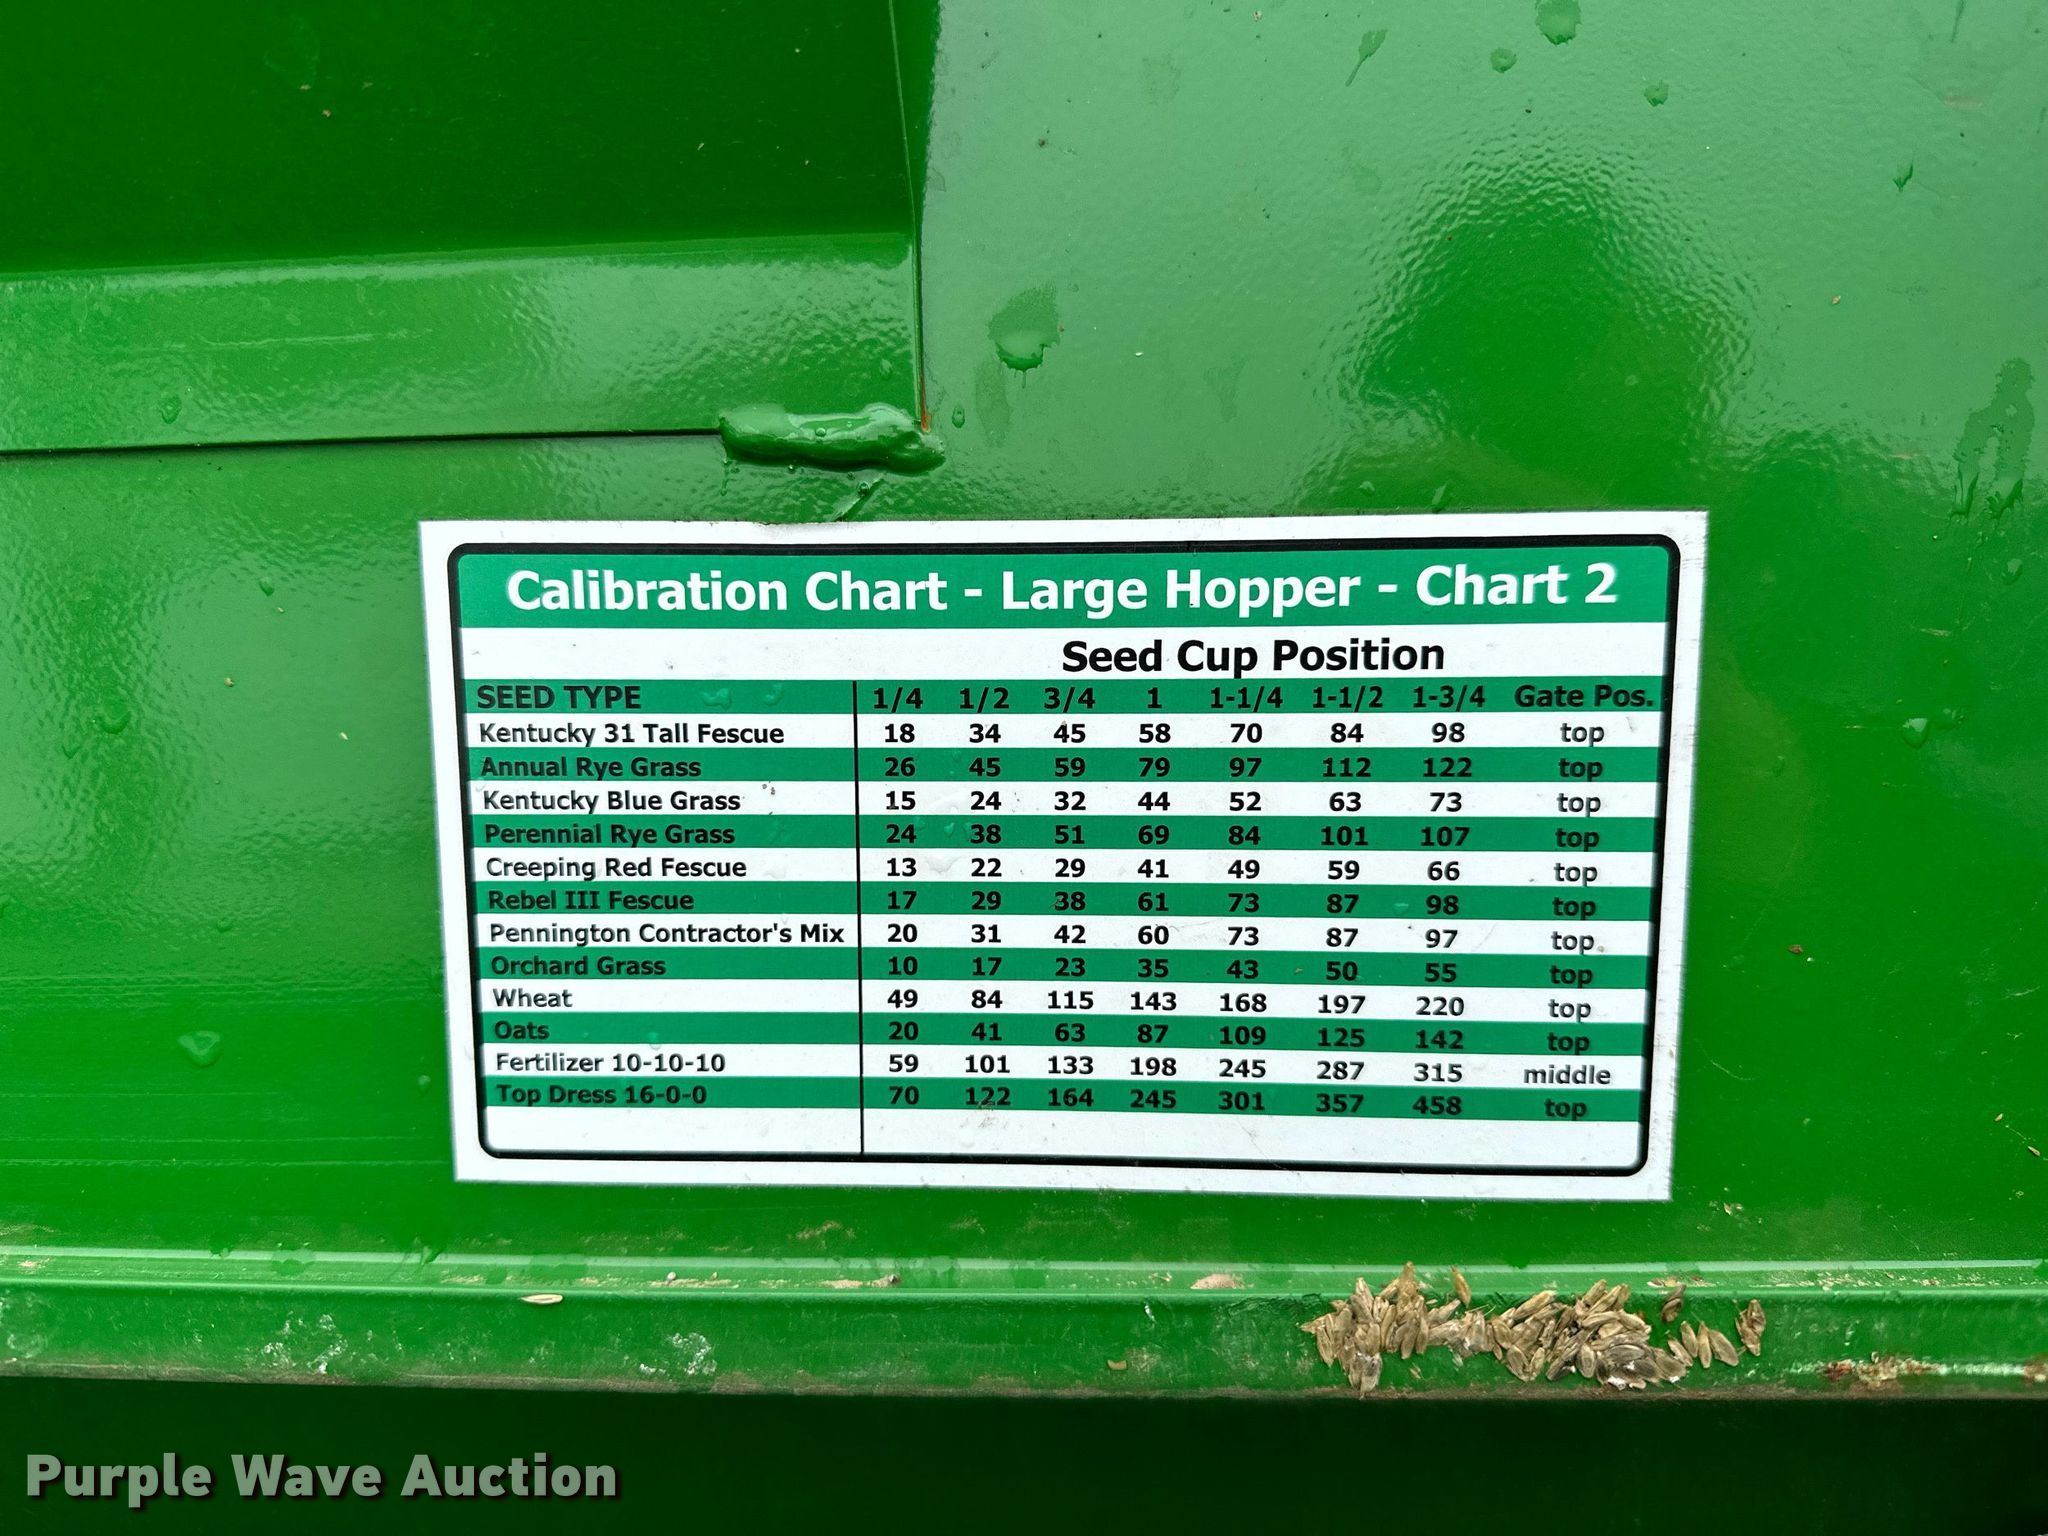 Calibration Chart - Large Hopper - Chart 2
Seed Cup Position
SEED TYPE 1/4 1/2 3/4 1 1-1/4 1-1/2 1-3/4 Gate Pos.
Kentucky 31 Tall Fescue 18 34 45 58 70 84 98 top
Annual Rye Grass 26 45 59 79 97 112 122 top
Kentucky Blue Grass 15 24 32 44 52 63 73 top
Perennial Rye Grass 24 38 51 69 84 101 107 top
Creeping Red Fescue 13 22 29 41 49 59 66 top
Rebel III Fescue 17 29 38 61 73 87 98 top
Pennington Contractor's Mix 20 31 42 60 73 87 97 top
Orchard Grass 10 17 23 35 43 50 55 top
Wheat 49 84 115 143 168 197 220 top
Oats 20 41 63 87 109 125 142 top
Fertilizer 10-10-10 59 101 133 198 245 287 315 middle
Top Dress 16-0-0 70 122 164 245 301 357 458 top
Purple Wave Auction